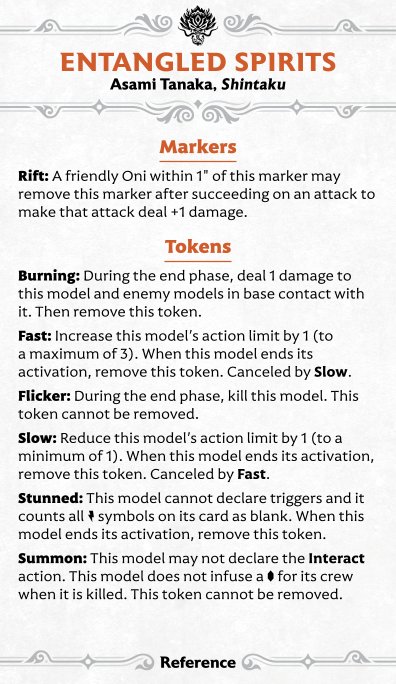 ENTANGLED SPIRITS
Asami Tanaka, Shintaku
Markers
Rift: A friendly Oni within 1" of this marker may
remove this marker after succeeding on an attack to
make that attack deal +1 damage.
Tokens
Burning: During the end phase, deal 1 damage to
this model and enemy models in base contact with
it. Then remove this token.
Fast: Increase this model's action limit by 1 (to
a maximum of 3). When this model ends its
activation, remove this token. Canceled by Slow.
Flicker: During the end phase, kill this model. This
token cannot be removed.
Slow: Reduce this model's action limit by 1 (to a
minimum of 1). When this model ends its activation,
remove this token. Canceled by Fast.
Stunned: This model cannot declare triggers and it
counts all symbols on its card as blank. When this
model ends its activation, remove this token.
Summon: This model may not declare the Interact
action. This model does not infuse a for its crew
when it is killed. This token cannot be removed.
Reference